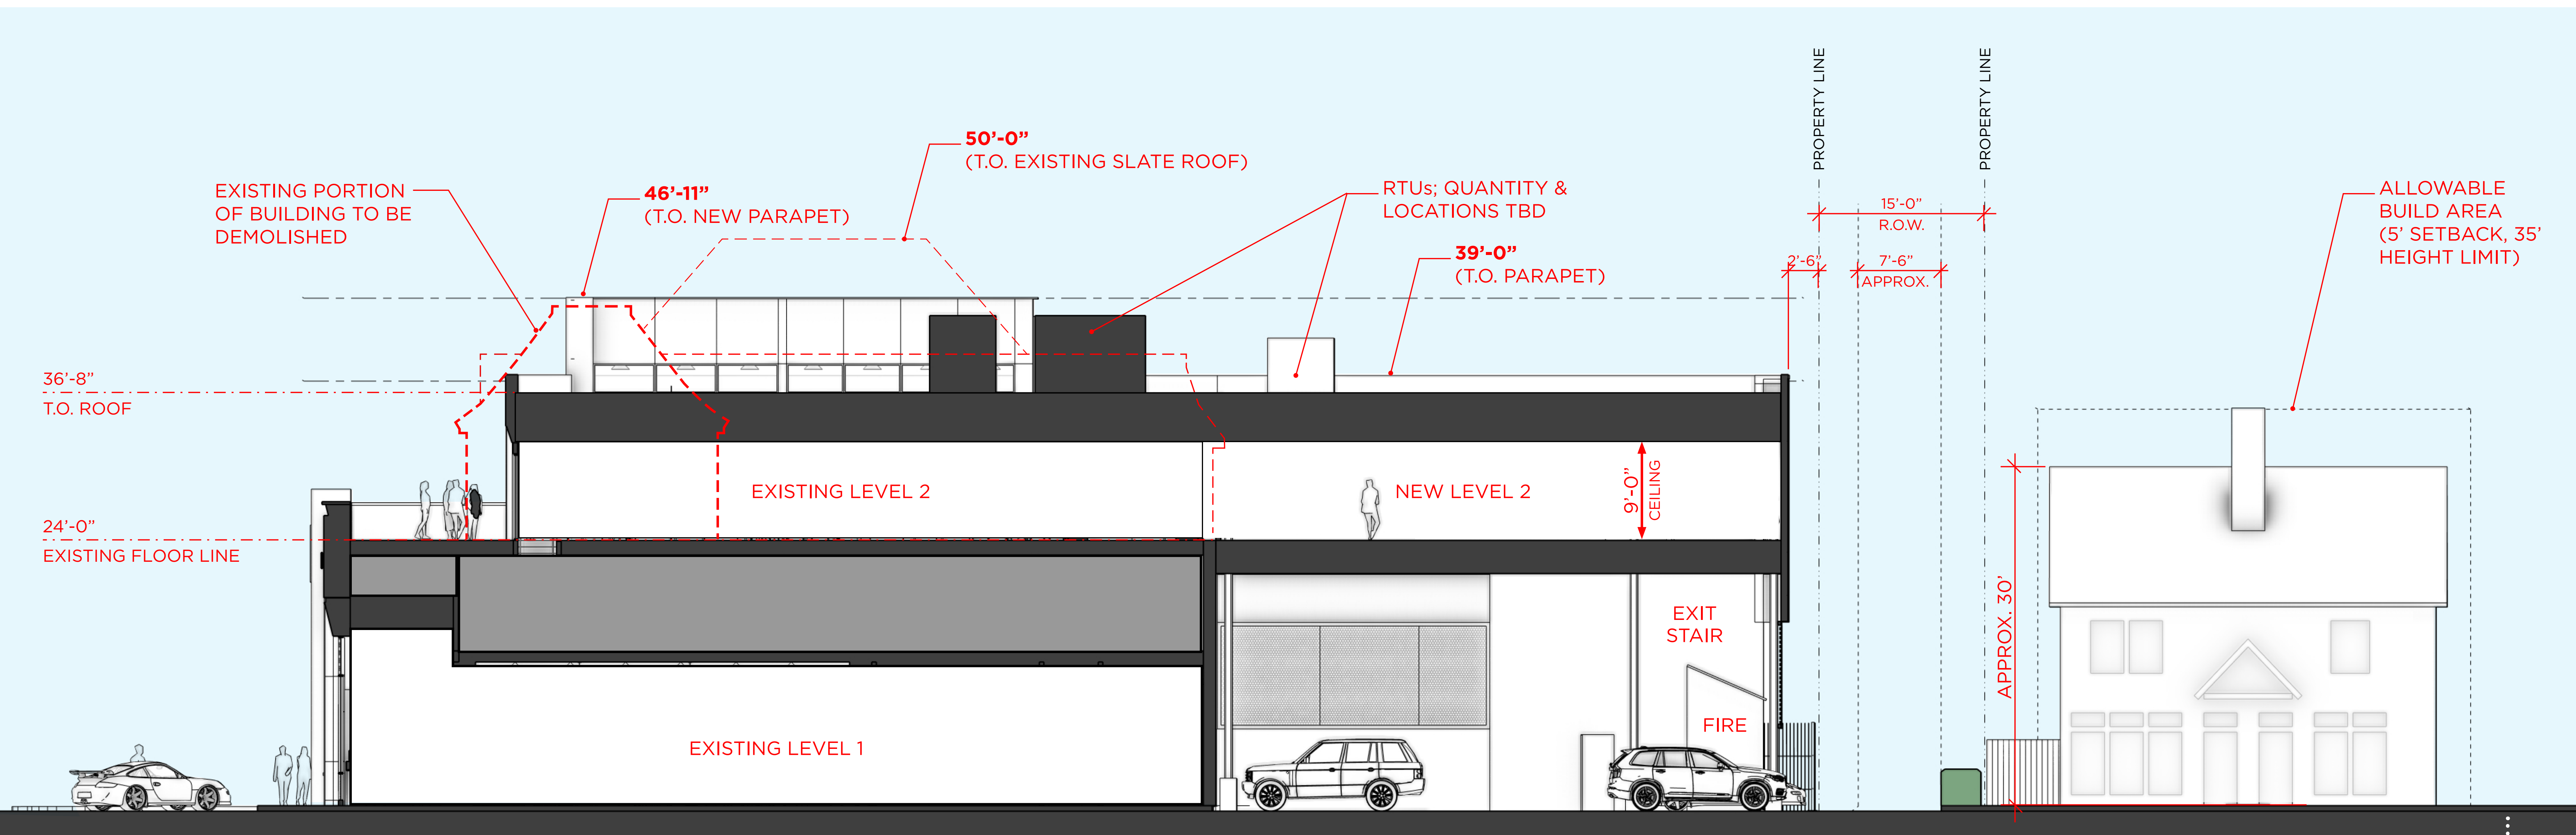 EXISTING PORTION
OF BUILDING TO BE
DEMOLISHED
46’-11”
(T.O. NEW PARAPET)
50’-0”
(T.O. EXISTING SLATE ROOF)
RTUs; QUANTITY &
LOCATIONS TBD
39’-0”
(T.O. PARAPET)
PROPERTY LINE
PROPERTY LINE
15’-0”
R.O.W.
2’-6”
7’-6”
APPROX.
ALLOWABLE
BUILD AREA
(5’ SETBACK, 35’
HEIGHT LIMIT)
36’-8”
T.O. ROOF
24’-0”
EXISTING FLOOR LINE
EXISTING LEVEL 2
NEW LEVEL 2
9’-0”
CEILING
EXIT
STAIR
FIRE
EXISTING LEVEL 1
APPROX. 30’